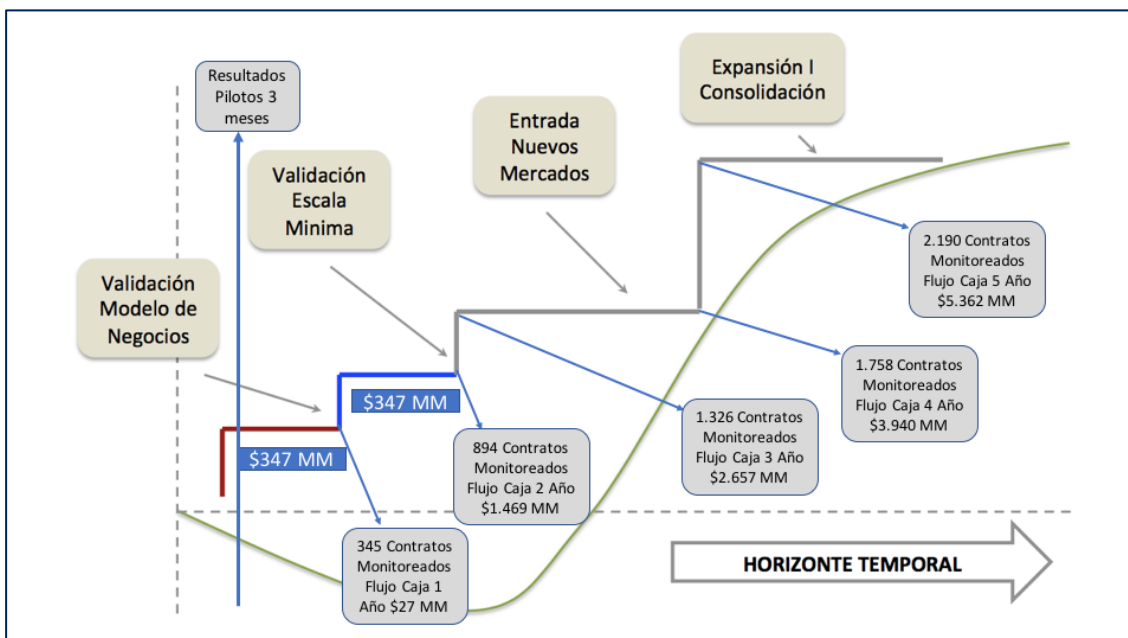 Resultados
Pilotos 3
meses
Expansión I
Consolidación
Entrada
Nuevos
Mercados
Validación
Escala
Minima
Validación
Modelo de
Negocios
$347 MM
$347 MM
2.190 Contratos
Monitoreados
Flujo Caja 5 Año
$5.362 MM
1.758 Contratos
Monitoreados
Flujo Caja 4 Año
$3.940 MM
1.326 Contratos
Monitoreados
Flujo Caja 3 Año
$2.657 MM
894 Contratos
Monitoreados
Flujo Caja 2 Año
$1.469 MM
345 Contratos
Monitoreados
Flujo Caja 1
Año $27 MM
HORIZONTE TEMPORAL